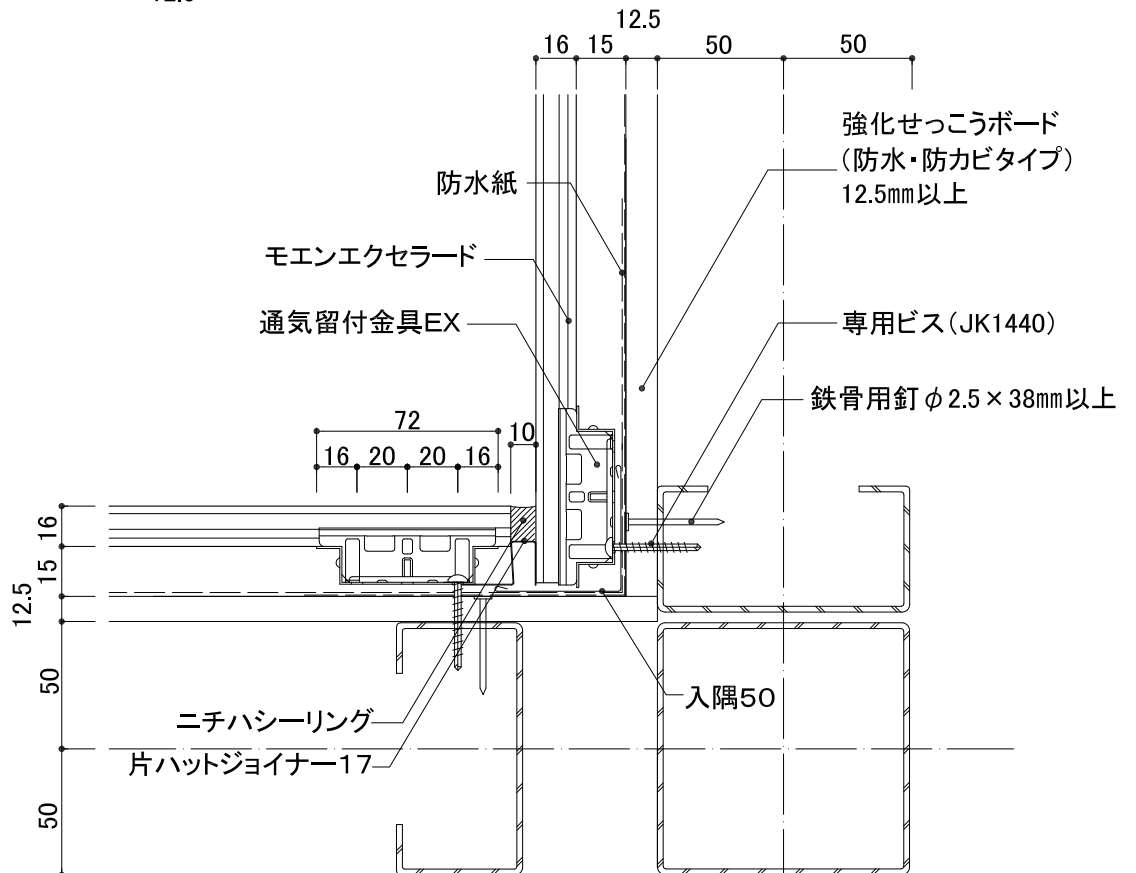 12.5
16 15 50 50
強化せっこうボード
(防水・防カビタイプ)
12.5㎜以上
防水紙
モエンエクセラード
通気留付金具EX
専用ビス(JK1440)
鉄骨用釘φ2.5×38㎜以上
72
10
16 20 20 16
16
15
12.5
50
入隅50
ニチハシーリング
片ハットジョイナー17
50